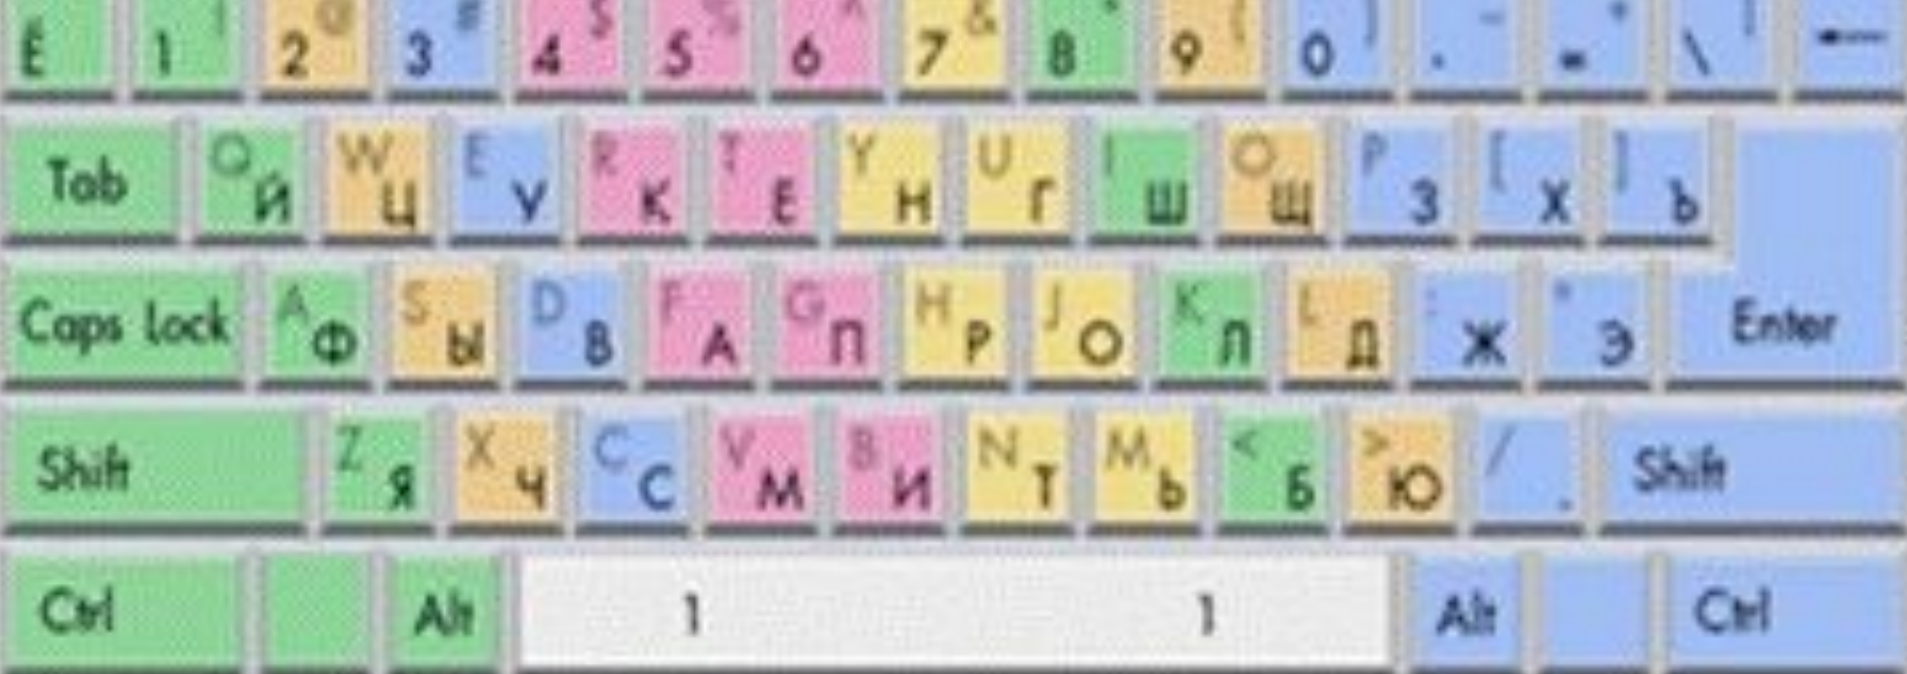 Ё 1 ! 2 @ 3 # 4 $ 5 % 6 ^ 7 & 8 * 9 ( 0 ) - _ = + \ | ←
Tab Q Й W Ц E У R К T Е Y Н U Г I Ш O Щ P З [ Х ] Ъ
Caps Lock A Ф S Ы D В F А G П H Р J О K Л L Д : Ж " Э Enter
Shift Z Я X Ч C С V М B И N Т M Ь < Б > Ю / . Shift
Ctrl Alt 1 1 Alt Ctrl